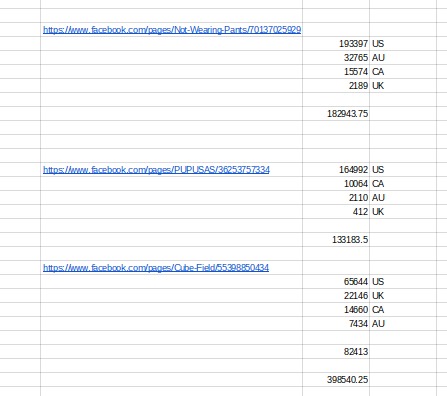 https://www.facebook.com/pages/Not-Wearing-Pants/70137025929
193397 US
32765 AU
15574 CA
2189 UK
182943.75
https://www.facebook.com/pages/PUPUSAS/36253757334 164992 US
10064 CA
2110 AU
412 UK
133183.5
https://www.facebook.com/pages/Cube-Field/55398850434
65644 US
22146 UK
14660 CA
7434 AU
82413
398540.25